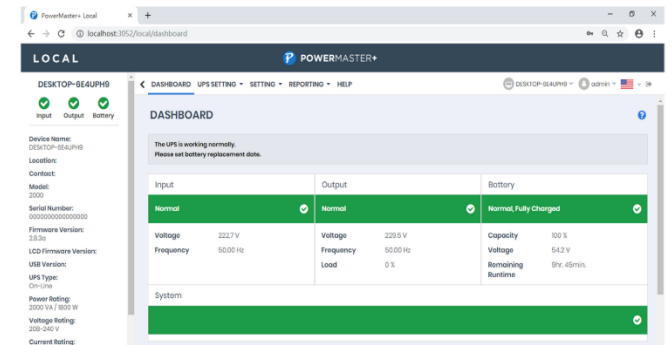 PowerMaster+ Local
localhost:3052/local/dashboard
LOCAL
POWERMASTER+
DESKTOP-6E4UPH9
Input Output Battery
Device Name:
DESKTOP-6E4UPH9
Location:
Contact:
Model:
2000
Serial Number:
0000000000000000
Firmware Version:
2.8.3a
LCD Firmware Version:
USB Version:
UPS Type:
On-Line
Power Rating:
2000 VA / 1800 W
Voltage Rating:
208-240 V
Current Rating:
DASHBOARD UPS SETTING SETTING REPORTING HELP
DESKTOP-6E4UPH9 admin
DASHBOARD
The UPS is working normally.
Please set battery replacement date.
Input
Normal
Voltage 222.7 V
Frequency 50.00 Hz
Output
Normal
Voltage 229.5 V
Frequency 50.00 Hz
Load 0 %
Battery
Normal, Fully Charged
Capacity 100 %
Voltage 54.2 V
Remaining Runtime 9hr. 45min.
System